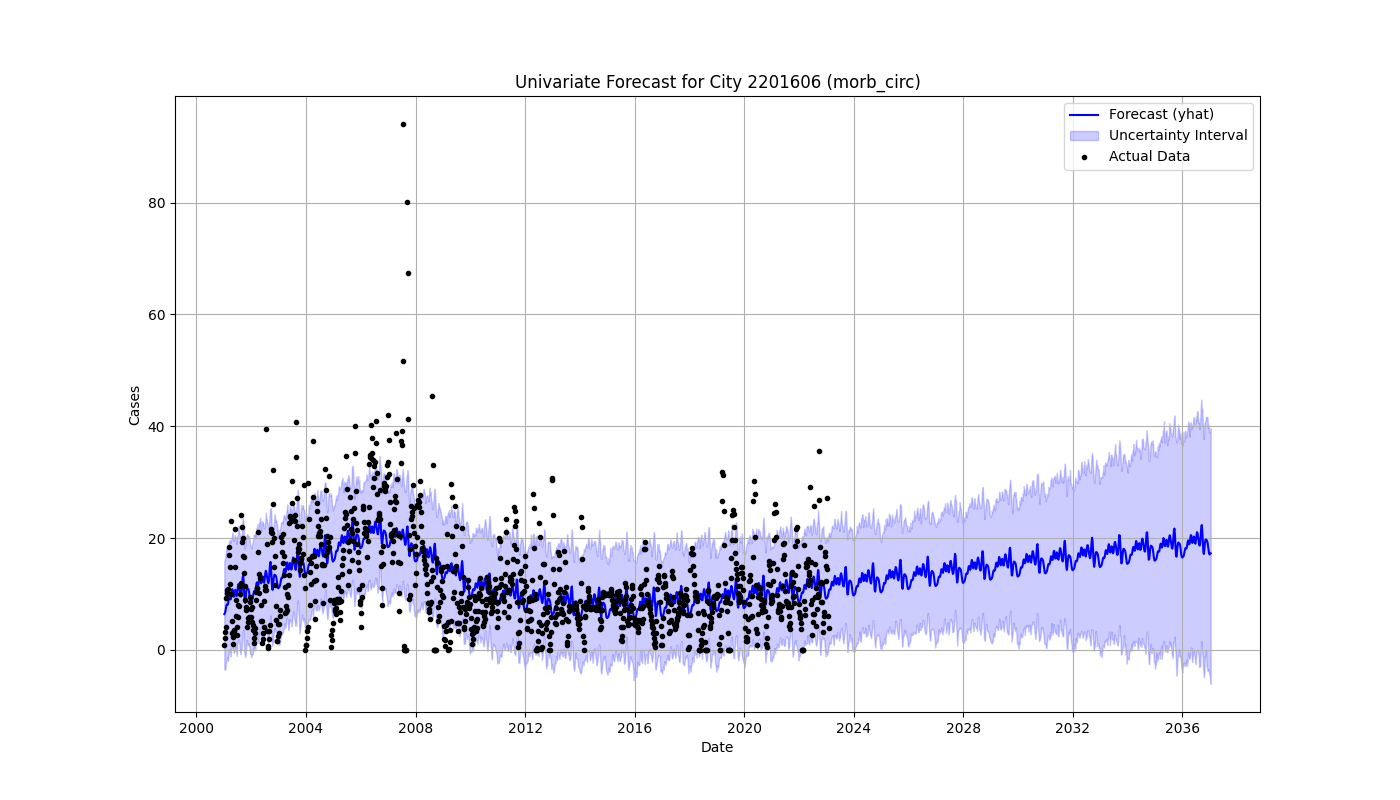 Univariate Forecast for City 2201606 (morb_circ)
Forecast (yhat)
Uncertainty Interval
Actual Data
Cases
80
60
40
20
0
2000 2004 2008 2012 2016 2020 2024 2028 2032 2036
Date